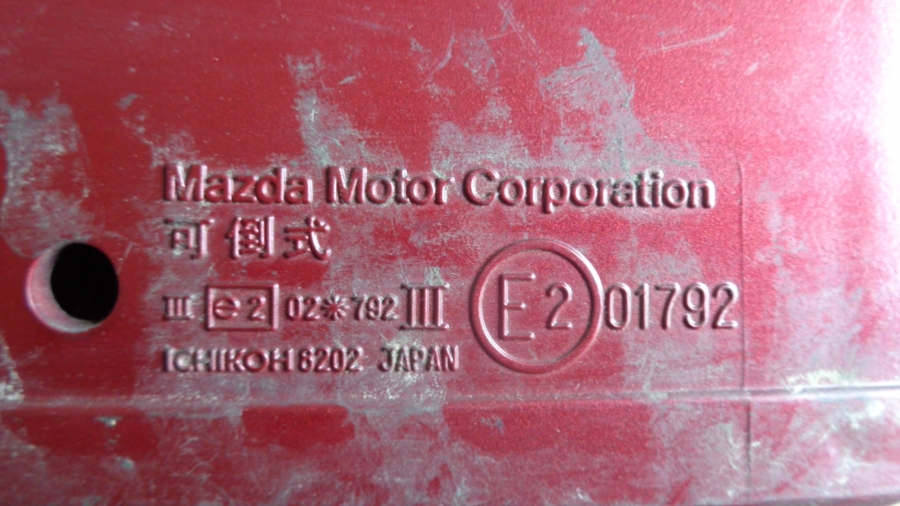 Mazda Motor Corporation
可倒式
III e2 02*792 III E2 01792
ICHIKOH 6202 JAPAN